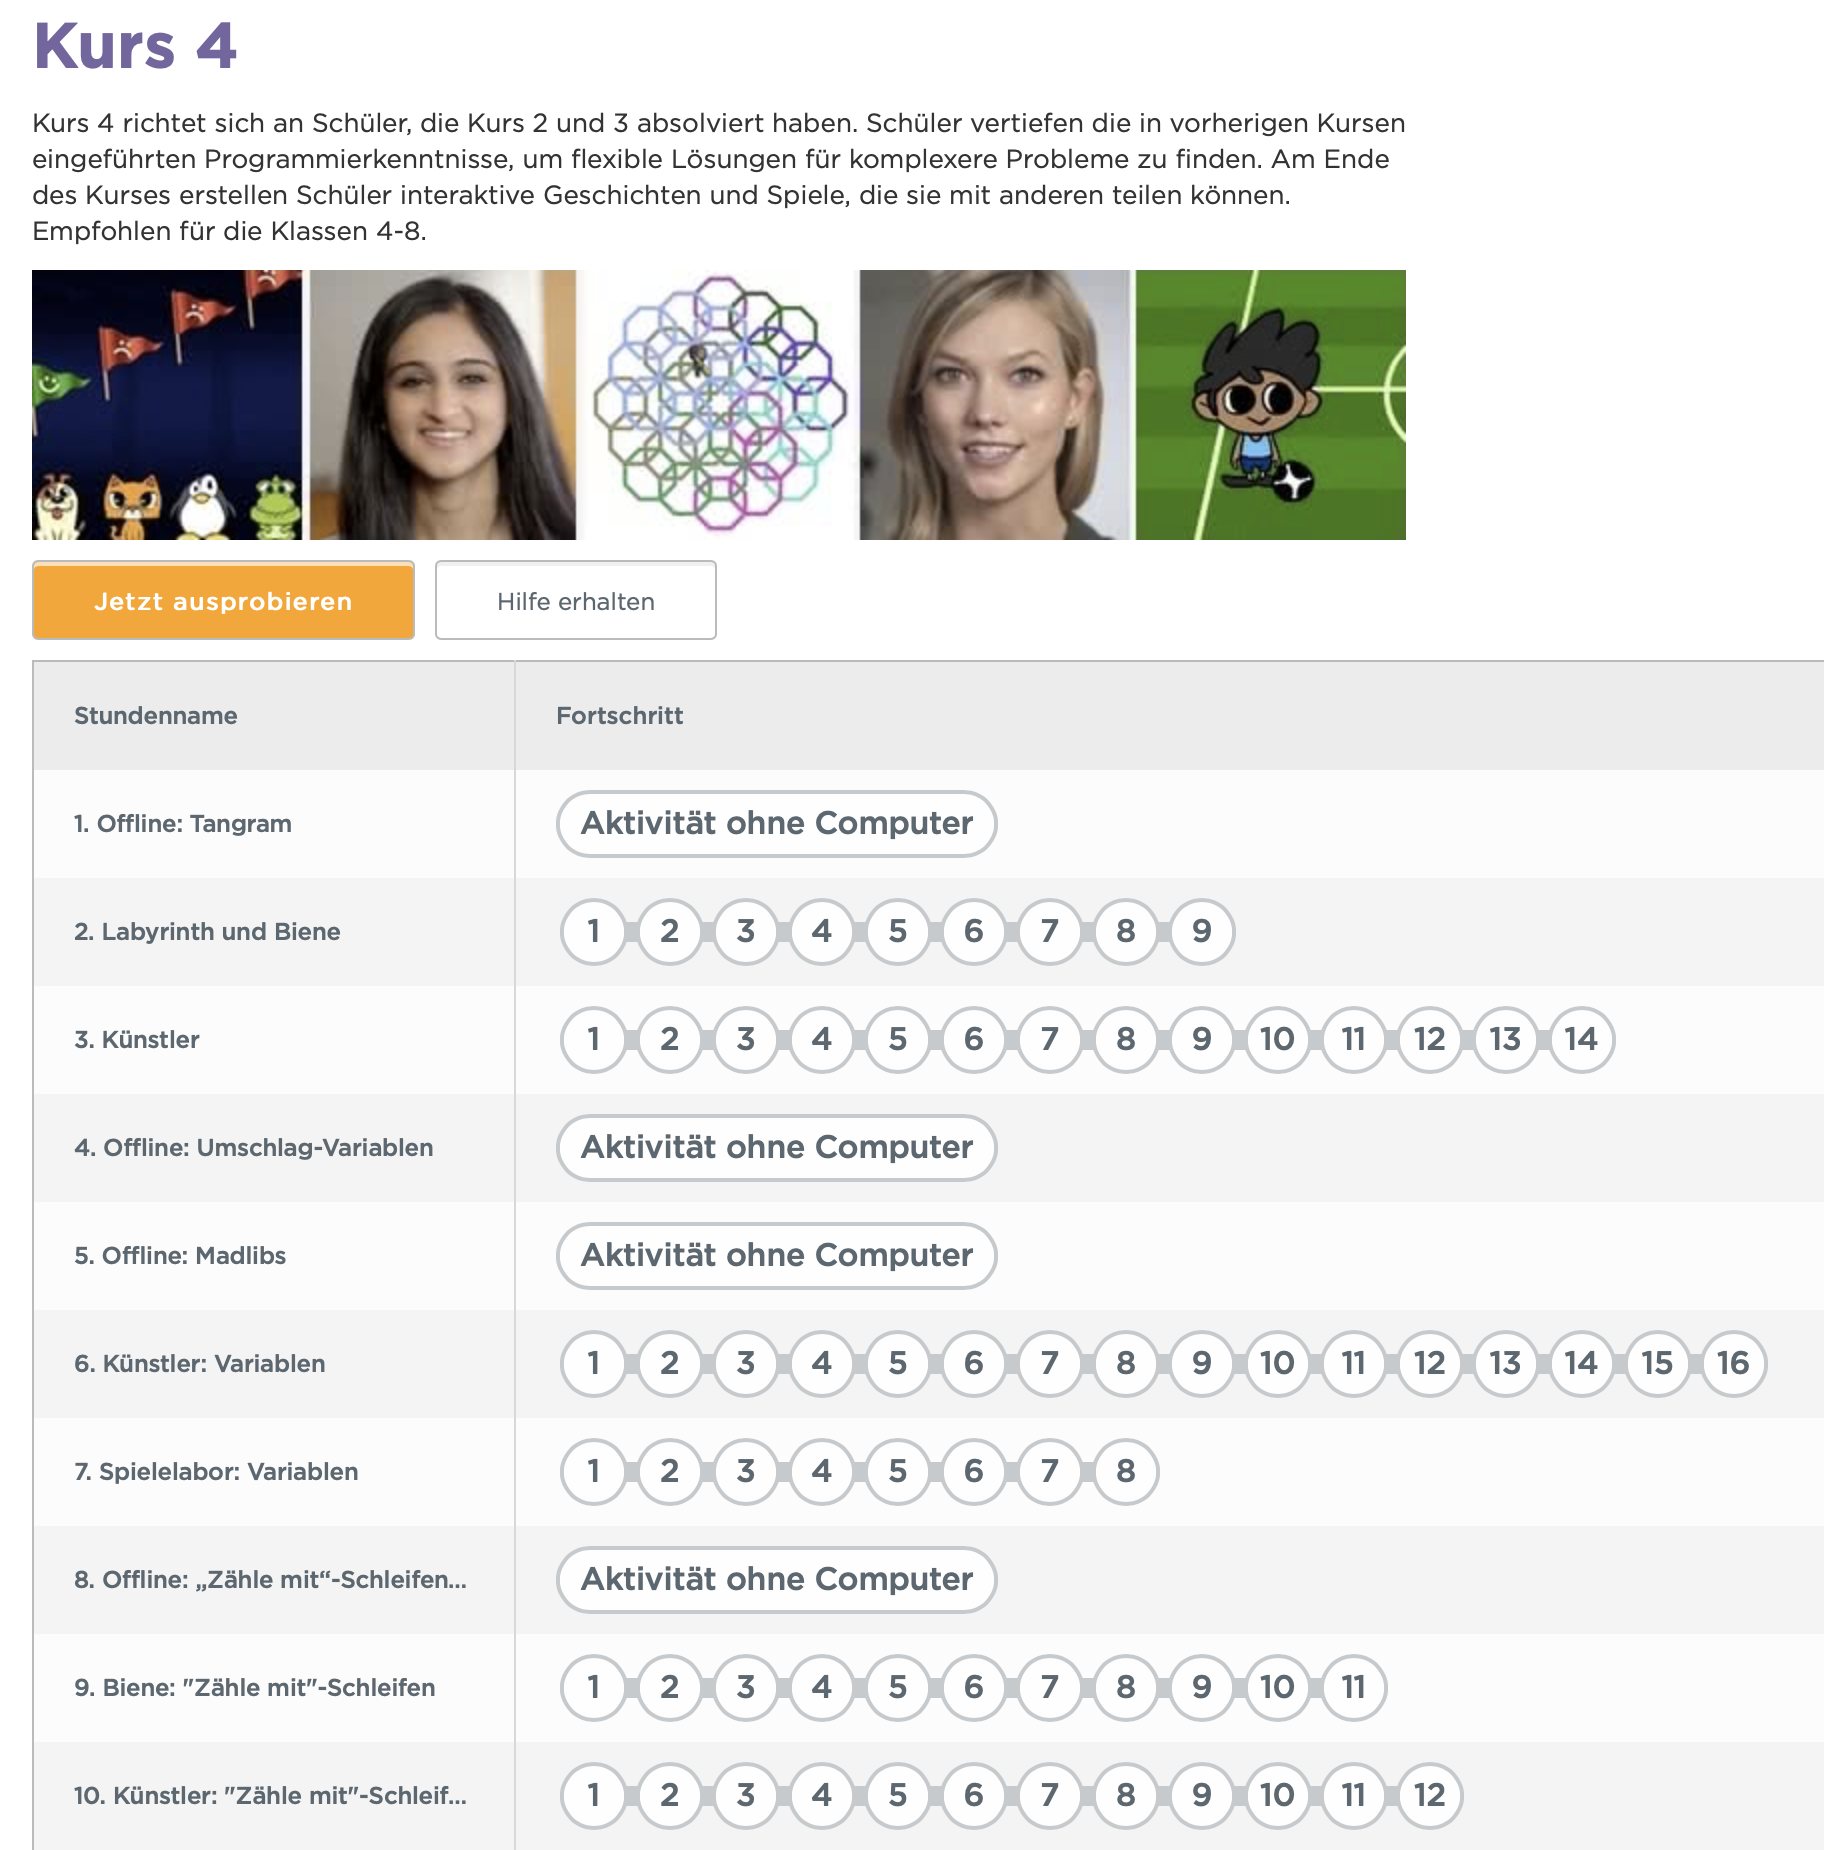 Kurs 4
Kurs 4 richtet sich an Schüler, die Kurs 2 und 3 absolviert haben. Schüler vertiefen die in vorherigen Kursen
eingeführten Programmierkenntnisse, um flexible Lösungen für komplexere Probleme zu finden. Am Ende
des Kurses erstellen Schüler interaktive Geschichten und Spiele, die sie mit anderen teilen können.
Empfohlen für die Klassen 4-8.
Jetzt ausprobieren Hilfe erhalten
Stundenname Fortschritt
1. Offline: Tangram Aktivität ohne Computer
2. Labyrinth und Biene 1 2 3 4 5 6 7 8 9
3. Künstler 1 2 3 4 5 6 7 8 9 10 11 12 13 14
4. Offline: Umschlag-Variablen Aktivität ohne Computer
5. Offline: Madlibs Aktivität ohne Computer
6. Künstler: Variablen 1 2 3 4 5 6 7 8 9 10 11 12 13 14 15 16
7. Spielelabor: Variablen 1 2 3 4 5 6 7 8
8. Offline: „Zähle mit“-Schleifen... Aktivität ohne Computer
9. Biene: "Zähle mit"-Schleifen 1 2 3 4 5 6 7 8 9 10 11
10. Künstler: "Zähle mit"-Schleif... 1 2 3 4 5 6 7 8 9 10 11 12